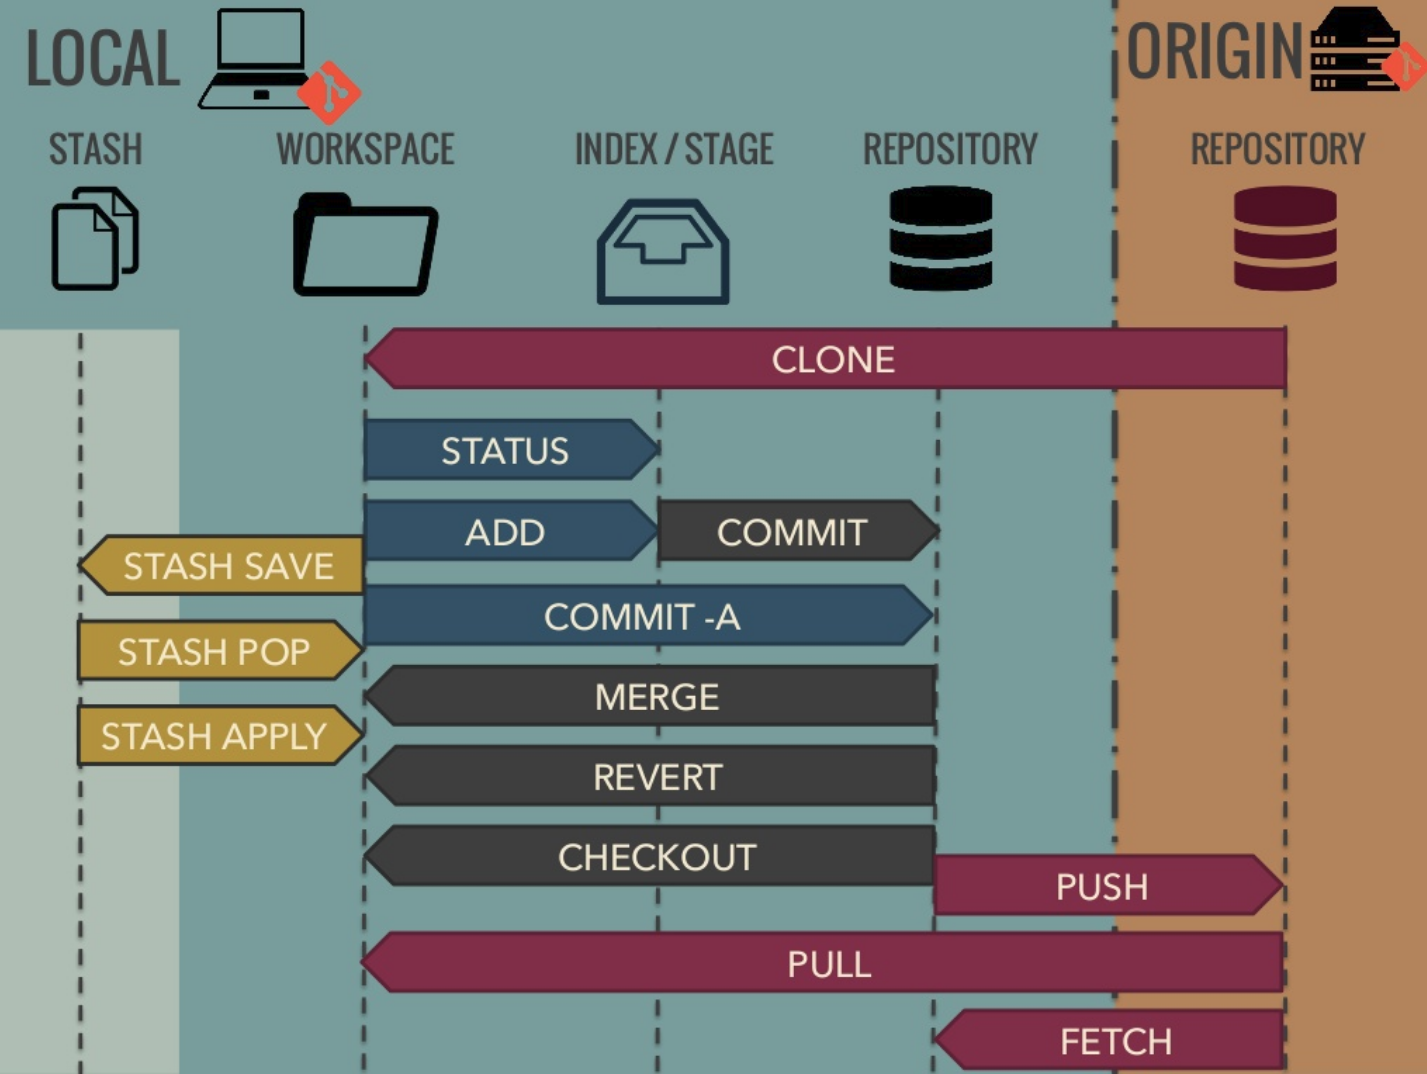 LOCAL
ORIGIN
STASH
WORKSPACE
INDEX / STAGE
REPOSITORY
REPOSITORY
CLONE
STATUS
ADD
COMMIT
STASH SAVE
COMMIT -A
STASH POP
MERGE
STASH APPLY
REVERT
CHECKOUT
PUSH
PULL
FETCH